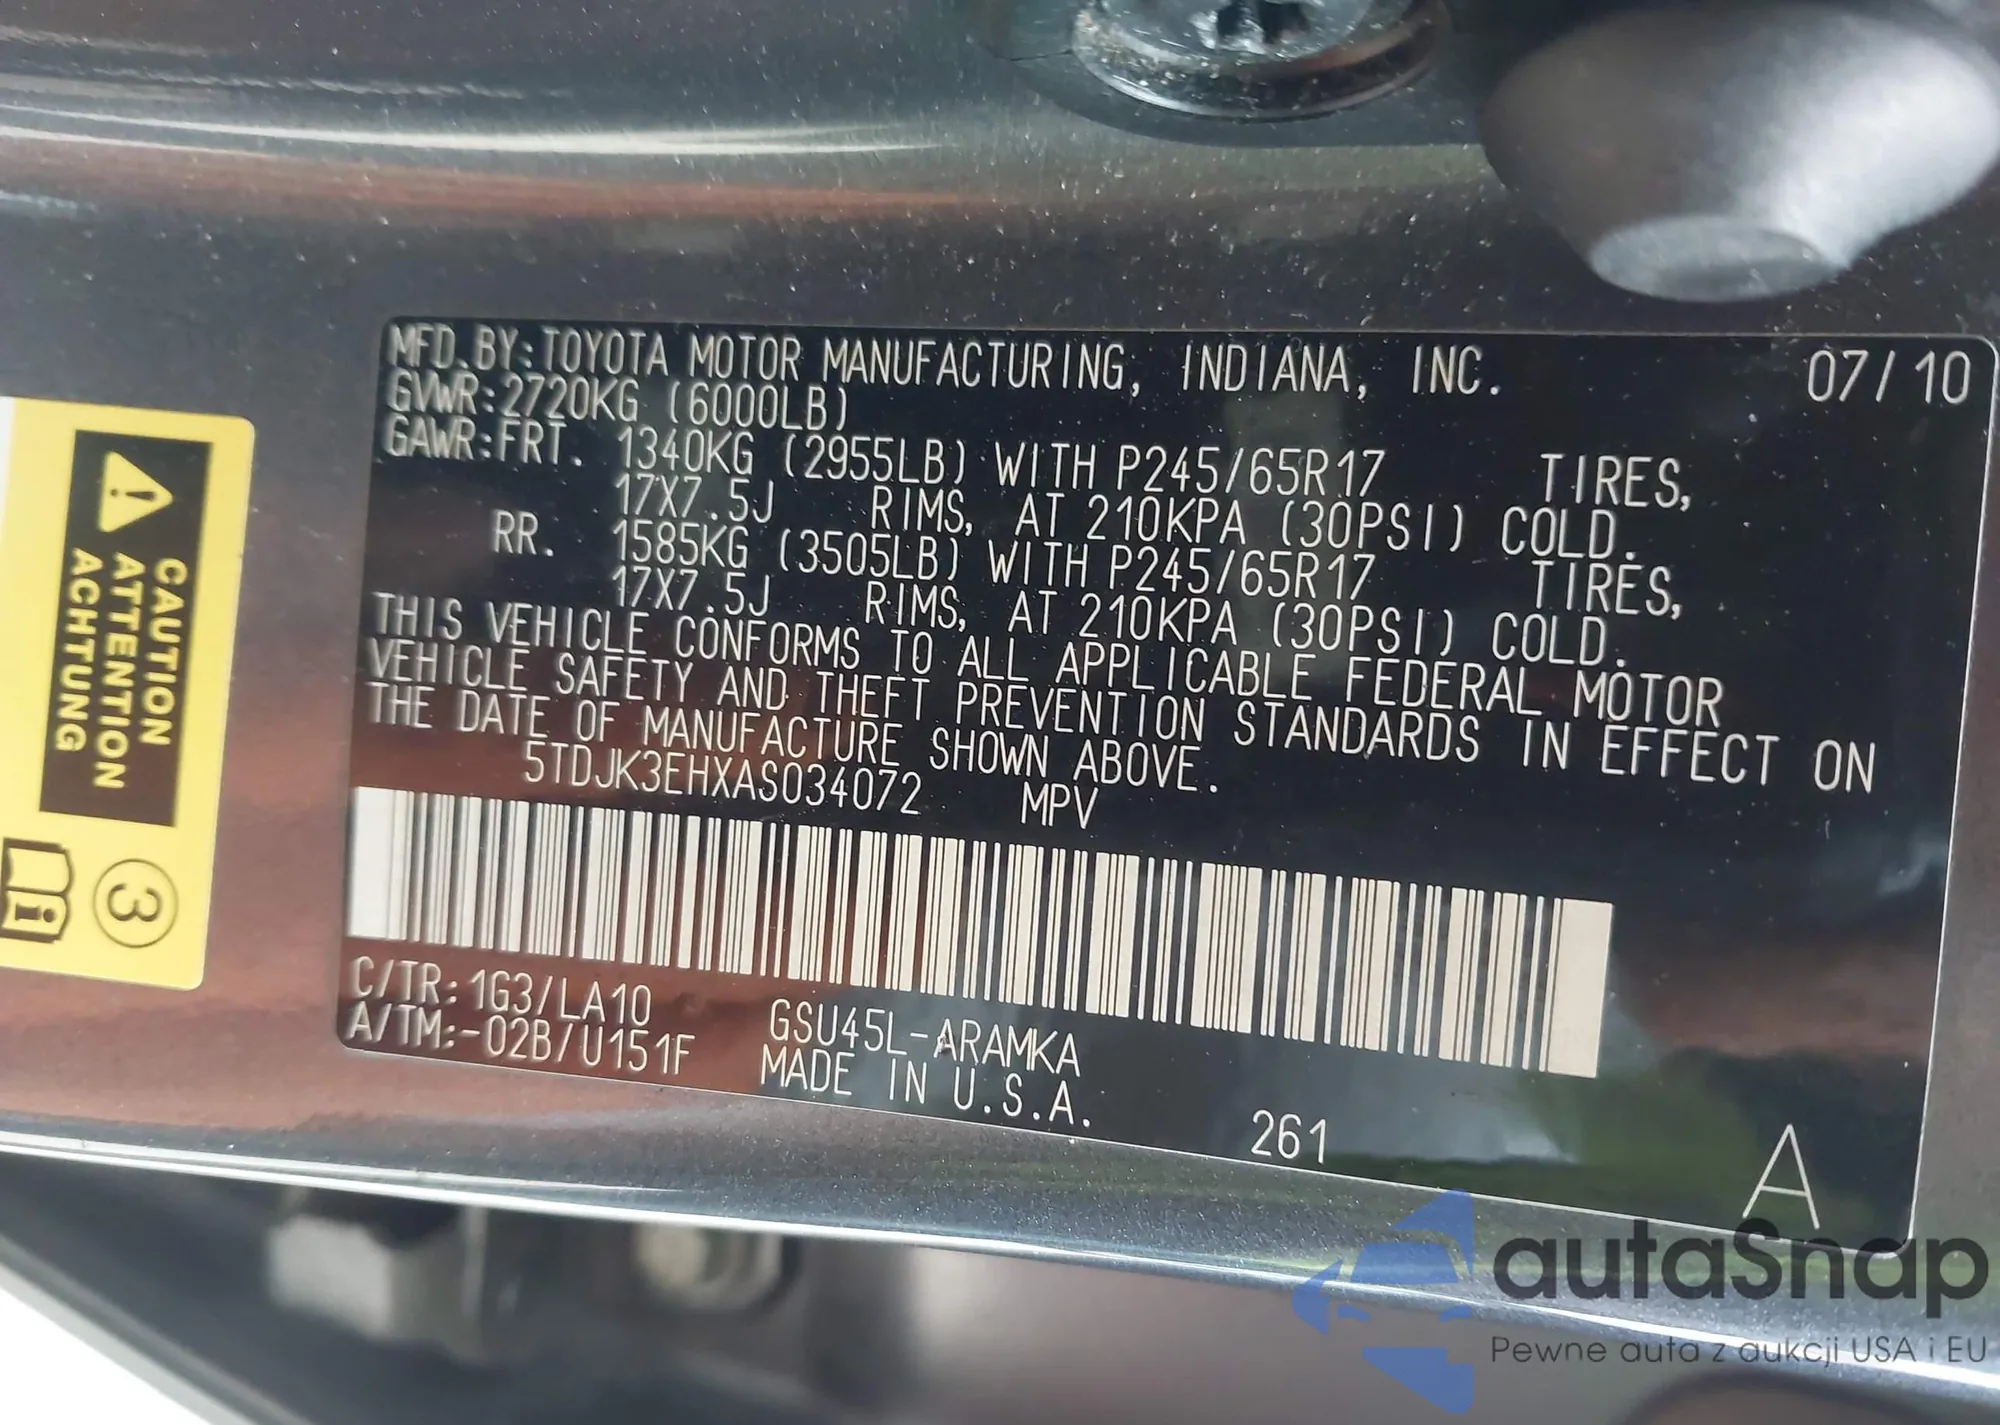 MFD. BY: TOYOTA MOTOR MANUFACTURING, INDIANA, INC. 07/10
GVWR: 2720KG (6000LB)
GAWR: FRT. 1340KG (2955LB) WITH P245/65R17 TIRES,
17X7.5J RIMS, AT 210KPA (30PSI) COLD.
RR. 1585KG (3505LB) WITH P245/65R17 TIRES,
17X7.5J RIMS, AT 210KPA (30PSI) COLD.
THIS VEHICLE CONFORMS TO ALL APPLICABLE FEDERAL MOTOR
VEHICLE SAFETY AND THEFT PREVENTION STANDARDS IN EFFECT ON
THE DATE OF MANUFACTURE SHOWN ABOVE.
5TDJK3EHXAS034072 MPV
C/TR: 1G3/LA10 GSU45L-ARAMKA
A/TM:-02B/U151F MADE IN U.S.A.
261
A
CAUTION
ATTENTION
ACHTUNG
3
autaSnap
Pewne auta z aukcji USA i EU